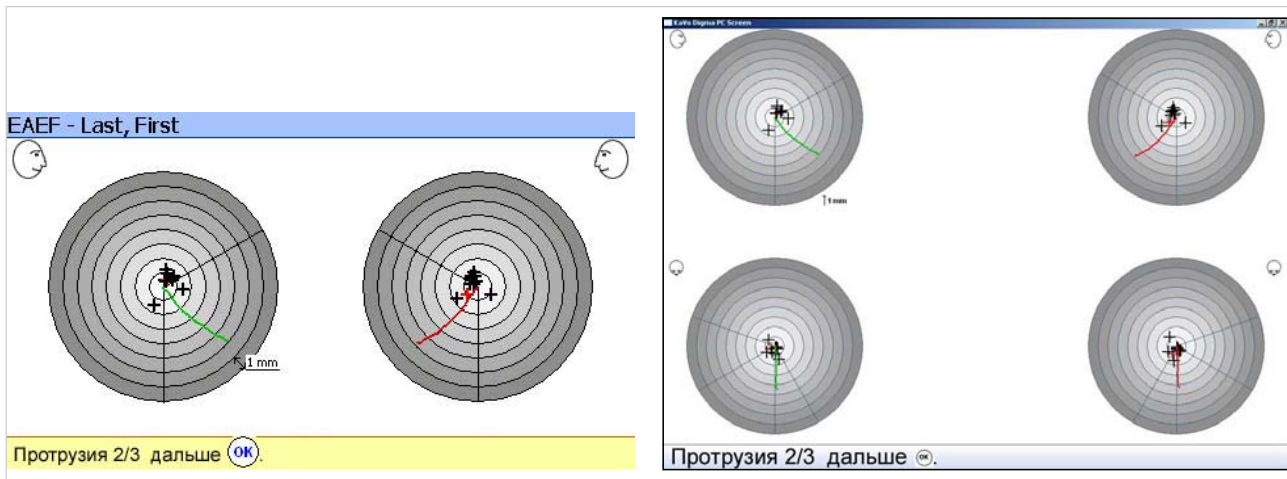 EAEF - Last, First
1 mm
Протрузия 2/3 дальше OK.
KaVo Digma PC Screen
1 mm
Протрузия 2/3 дальше OK.